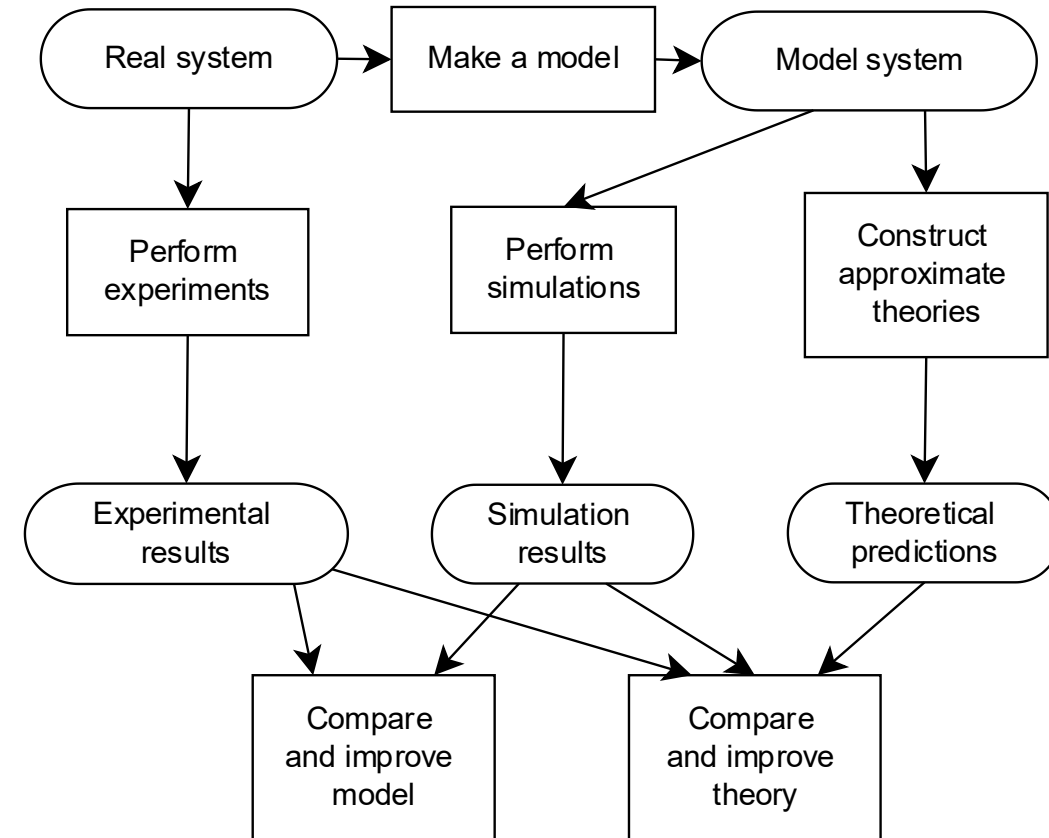 Real system
Make a model
Model system
Perform
experiments
Perform
simulations
Construct
approximate
theories
Experimental
results
Simulation
results
Theoretical
predictions
Compare
and improve
model
Compare
and improve
theory